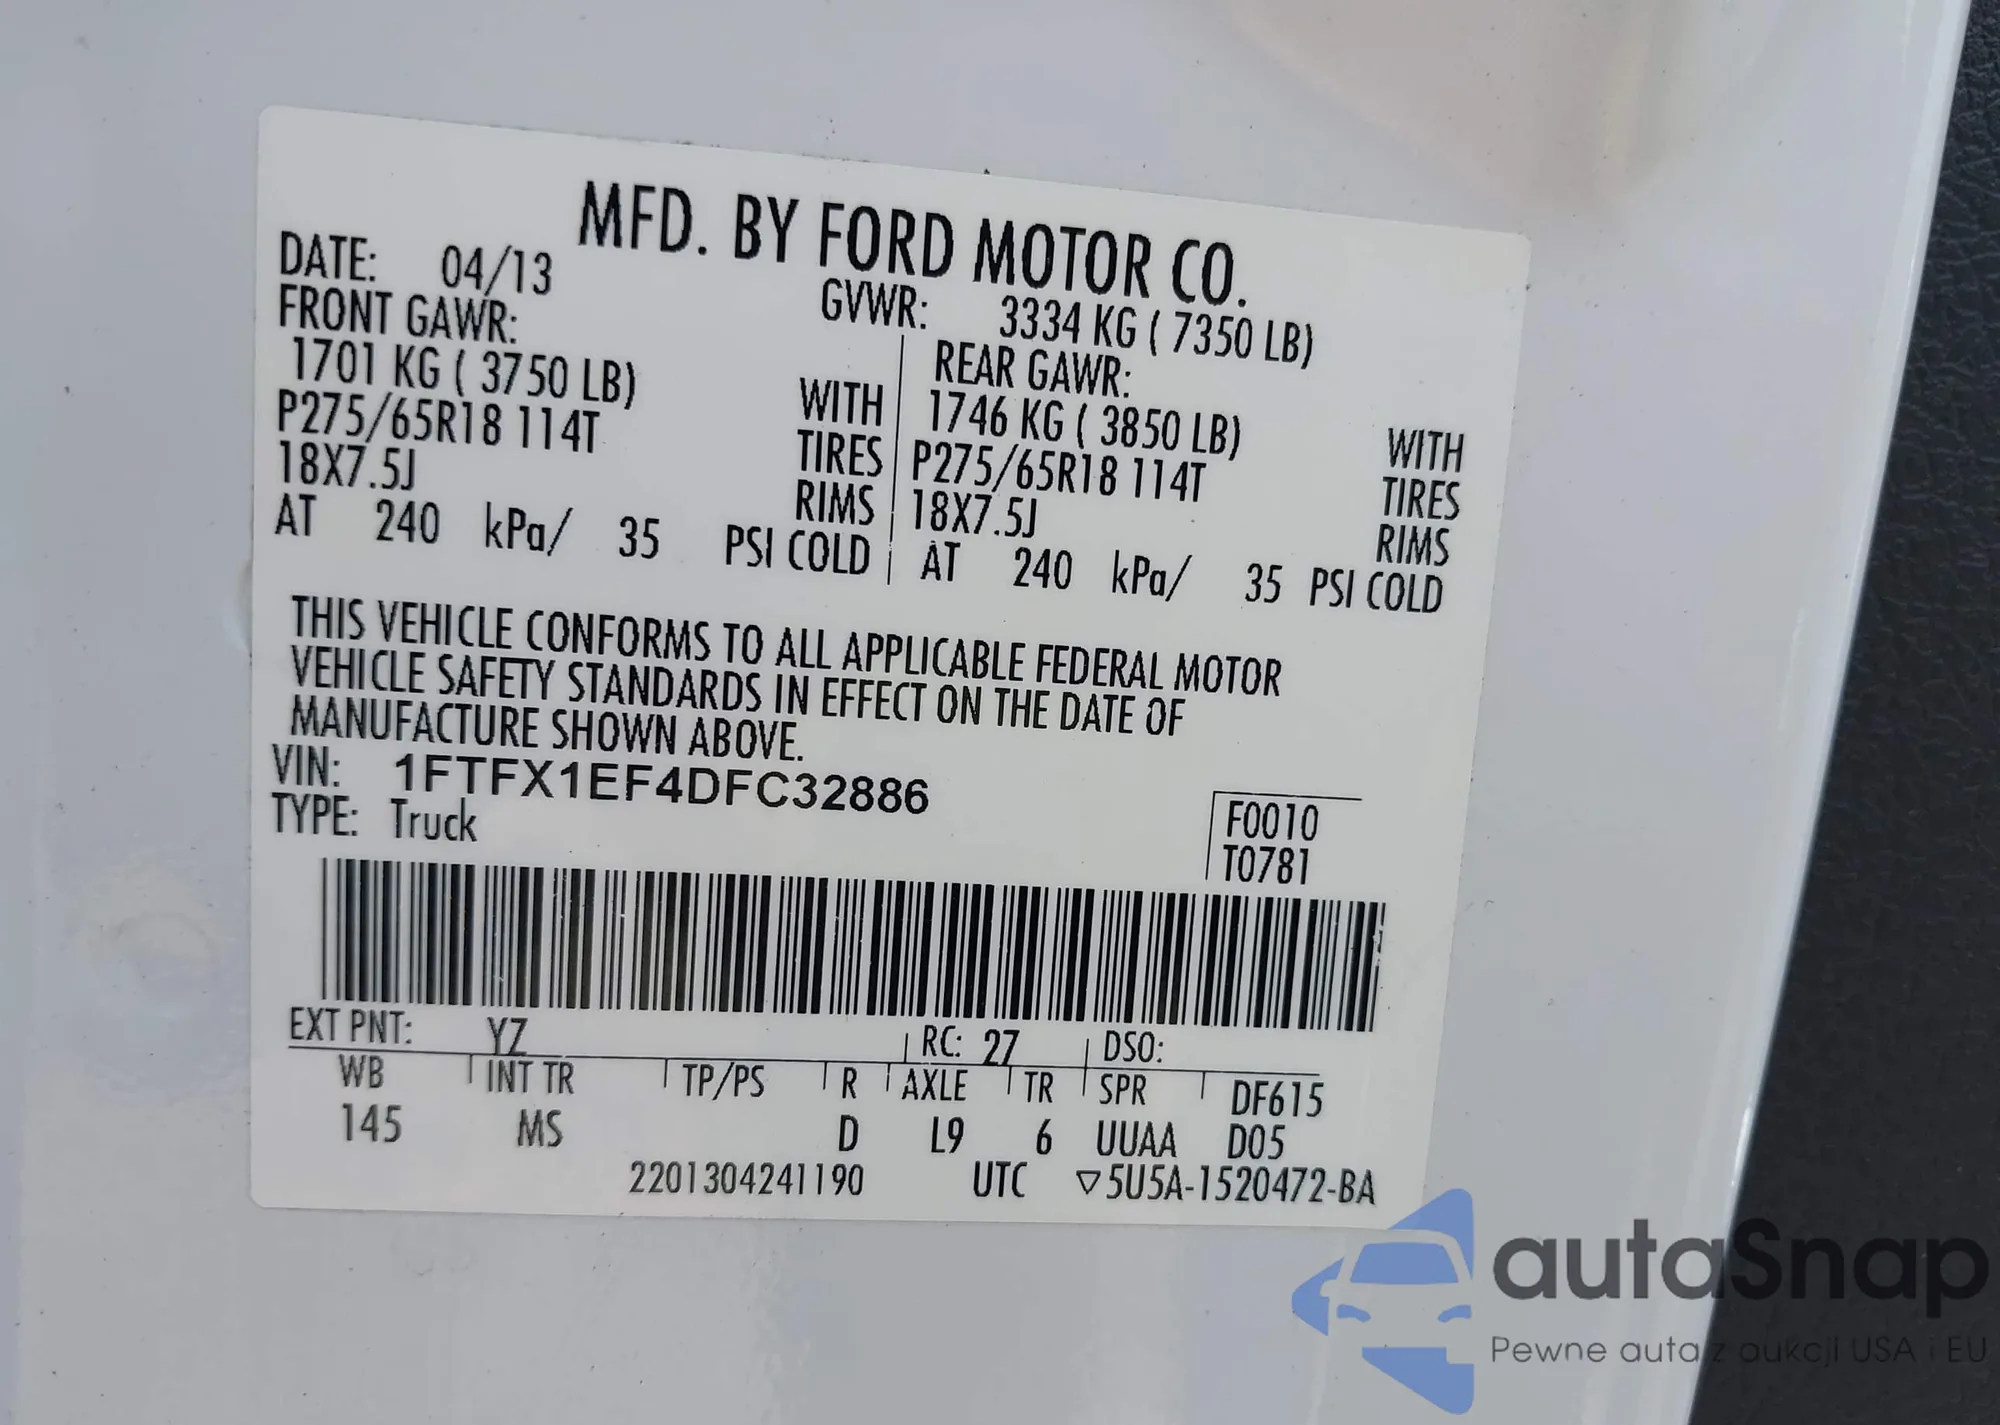 MFD. BY FORD MOTOR CO.
DATE: 04/13
GVWR: 3334 KG ( 7350 LB)
FRONT GAWR:
1701 KG ( 3750 LB) WITH
P275/65R18 114T TIRES
18X7.5J RIMS
AT 240 kPa/ 35 PSI COLD
REAR GAWR:
1746 KG ( 3850 LB) WITH
P275/65R18 114T TIRES
18X7.5J RIMS
AT 240 kPa/ 35 PSI COLD
THIS VEHICLE CONFORMS TO ALL APPLICABLE FEDERAL MOTOR
VEHICLE SAFETY STANDARDS IN EFFECT ON THE DATE OF
MANUFACTURE SHOWN ABOVE.
VIN: 1FTFX1EF4DFC32886
TYPE: Truck
F0010
T0781
EXT PNT: YZ RC: 27 DSO:
WB INT TR TP/PS R AXLE TR SPR DF615
145 MS D L9 6 UUAA D05
2201304241190 UTC ▽5U5A-1520472-BA
autaSnap
Pewne auta z aukcji USA i EU